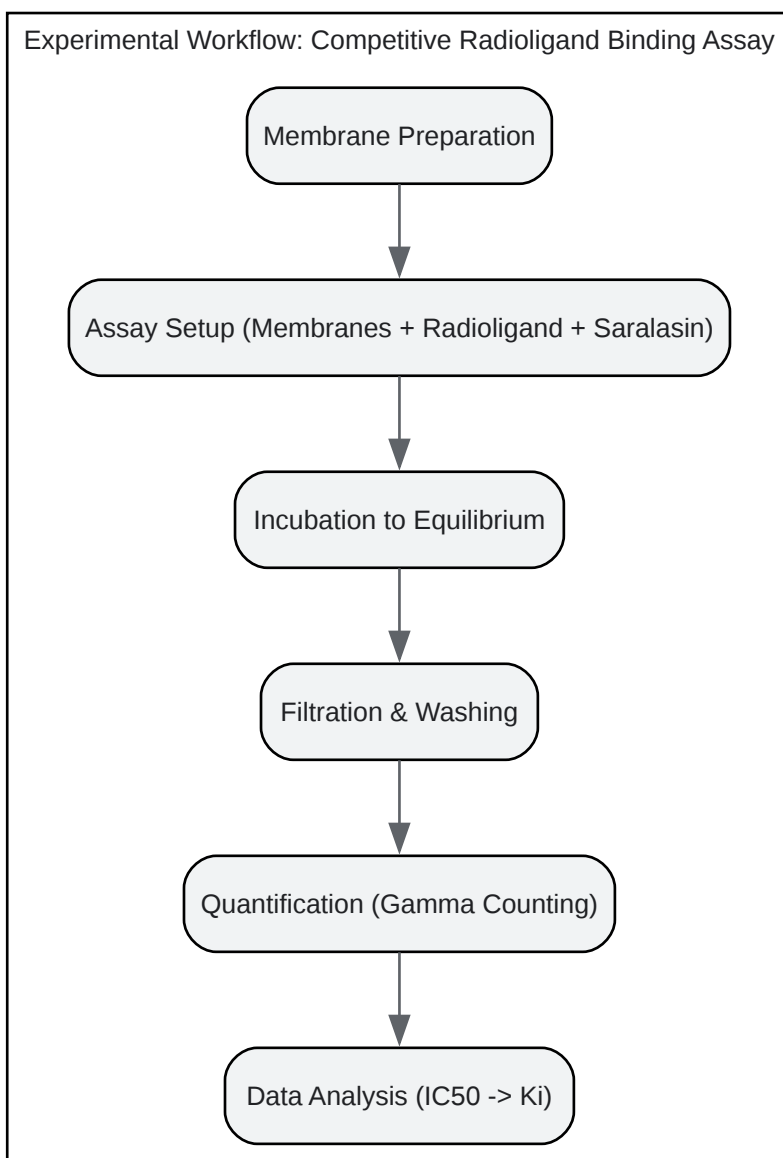 Experimental Workflow: Competitive Radioligand Binding Assay
Membrane Preparation
Assay Setup (Membranes + Radioligand + Saralasin)
Incubation to Equilibrium
Filtration & Washing
Quantification (Gamma Counting)
Data Analysis (IC50 -> Ki)